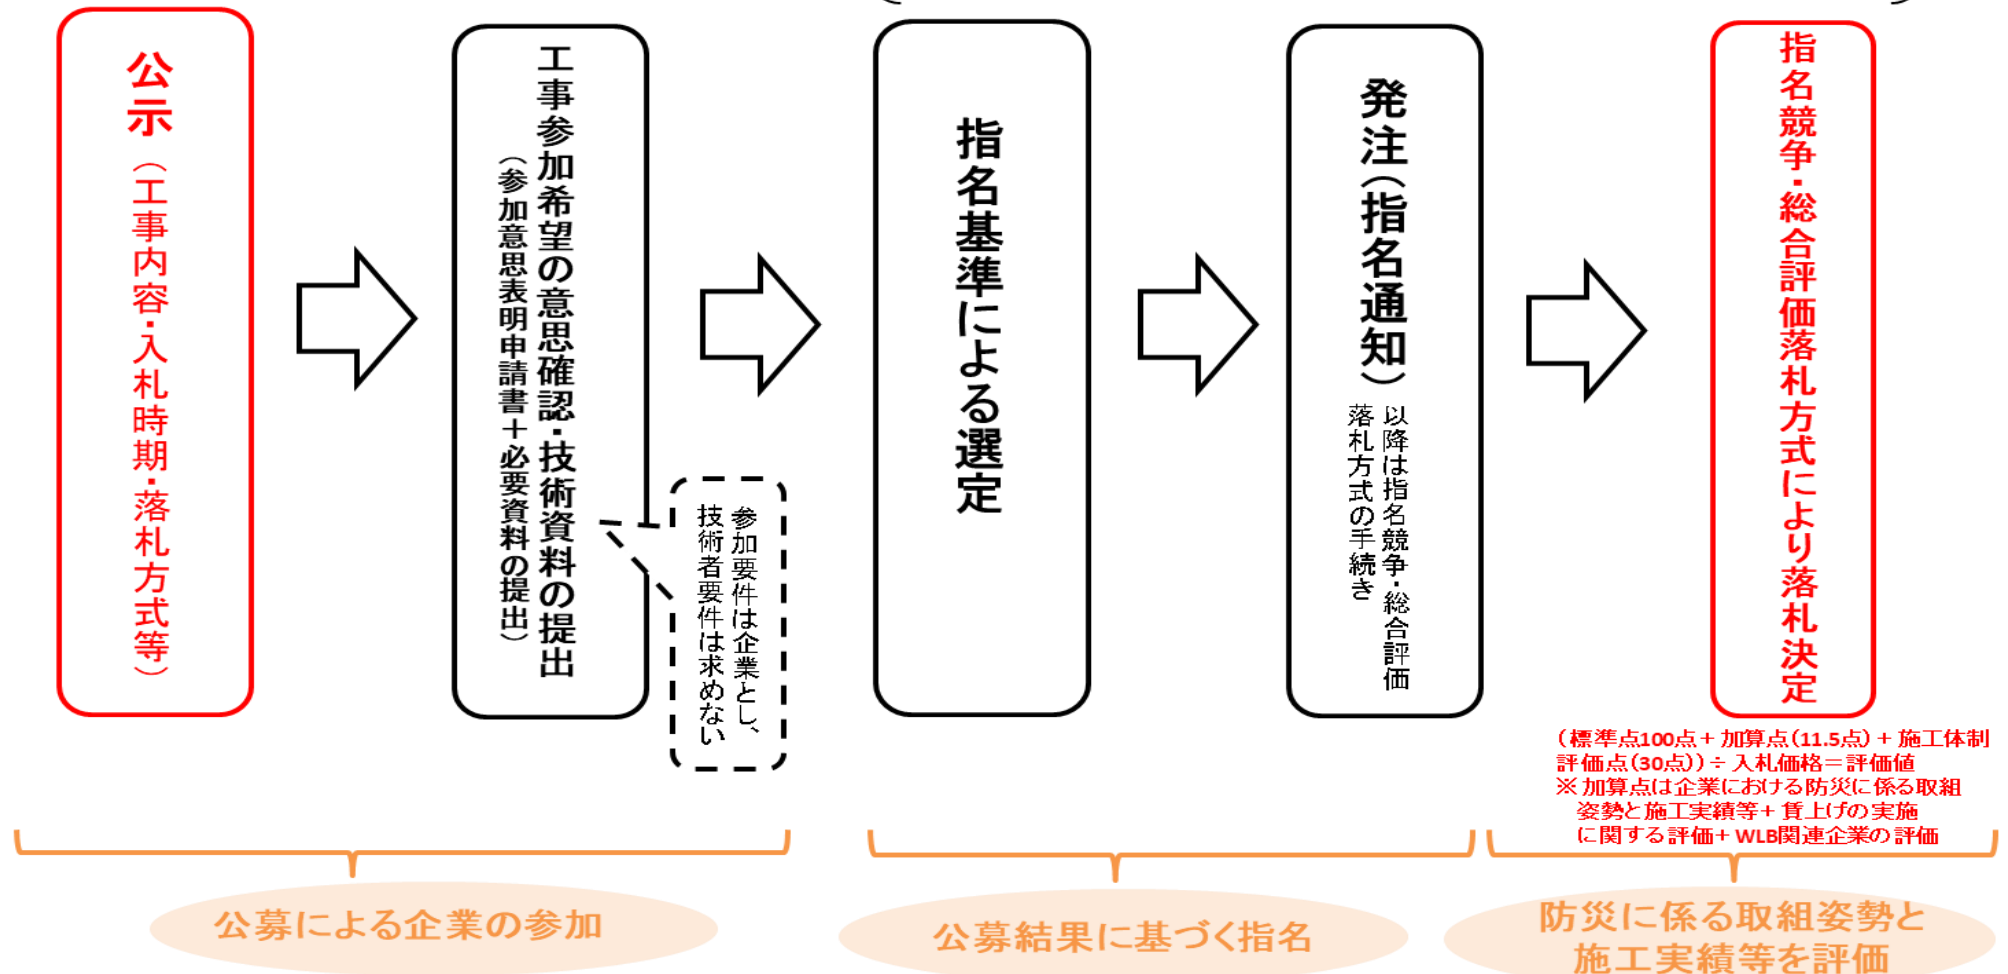 公示（工事内容・入札時期・落札方式等）
工事参加希望の意思確認・技術資料の提出
（参加意思表明申請書＋必要資料の提出）
参加要件は企業とし、
技術者要件は求めない
指名基準による選定
発注（指名通知）
以降は指名競争・総合評価
落札方式の手続き
指名競争・総合評価落札方式により落札決定
（標準点100点＋加算点（11.5点）＋施工体制
評価点（30点））÷入札価格＝評価値
※加算点は企業における防災に係る取組
姿勢と施工実績等＋賃上げの実施
に関する評価＋WLB関連企業の評価
公募による企業の参加
公募結果に基づく指名
防災に係る取組姿勢と
施工実績等を評価